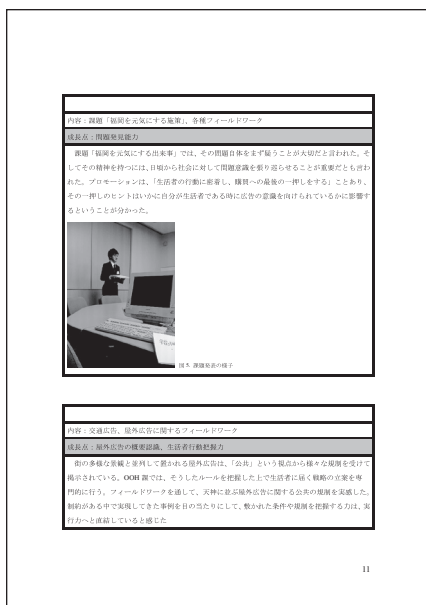 内容：課題「福岡を元気にする施策」、各種フィールドワーク
成長点：問題発見能力
課題「福岡を元気にする出来事」では、その問題自体をまず疑うことが大切だと言われた。そ
してその精神を持つには、日頃から社会に対して問題意識を張り巡らせることが重要だとも言わ
れた。プロモーションは、「生活者の行動に密着し、購買への最後の一押しをする」ことあり、
その一押しのヒントはいかに自分が生活者である時に広告の意識を向けられているかに影響す
るということが分かった。
図 5. 課題発表の様子
内容：交通広告、屋外広告に関するフィールドワーク
成長点：屋外広告の概要認識、生活者行動把握力
街の多様な景観と並列して置かれる屋外広告は、「公共」という視点から様々な規制を受けて
掲示されている。OOH 課では、そうしたルールを把握した上で生活者に届く戦略の立案を専
門的に行う。フィールドワークを通して、天神に並ぶ屋外広告に関する公共の規制を実感した。
制約がある中で実現してきた事例を目の当たりにして、敷かれた条件や規制を把握する力は、実
行力へと直結していると感じた
11